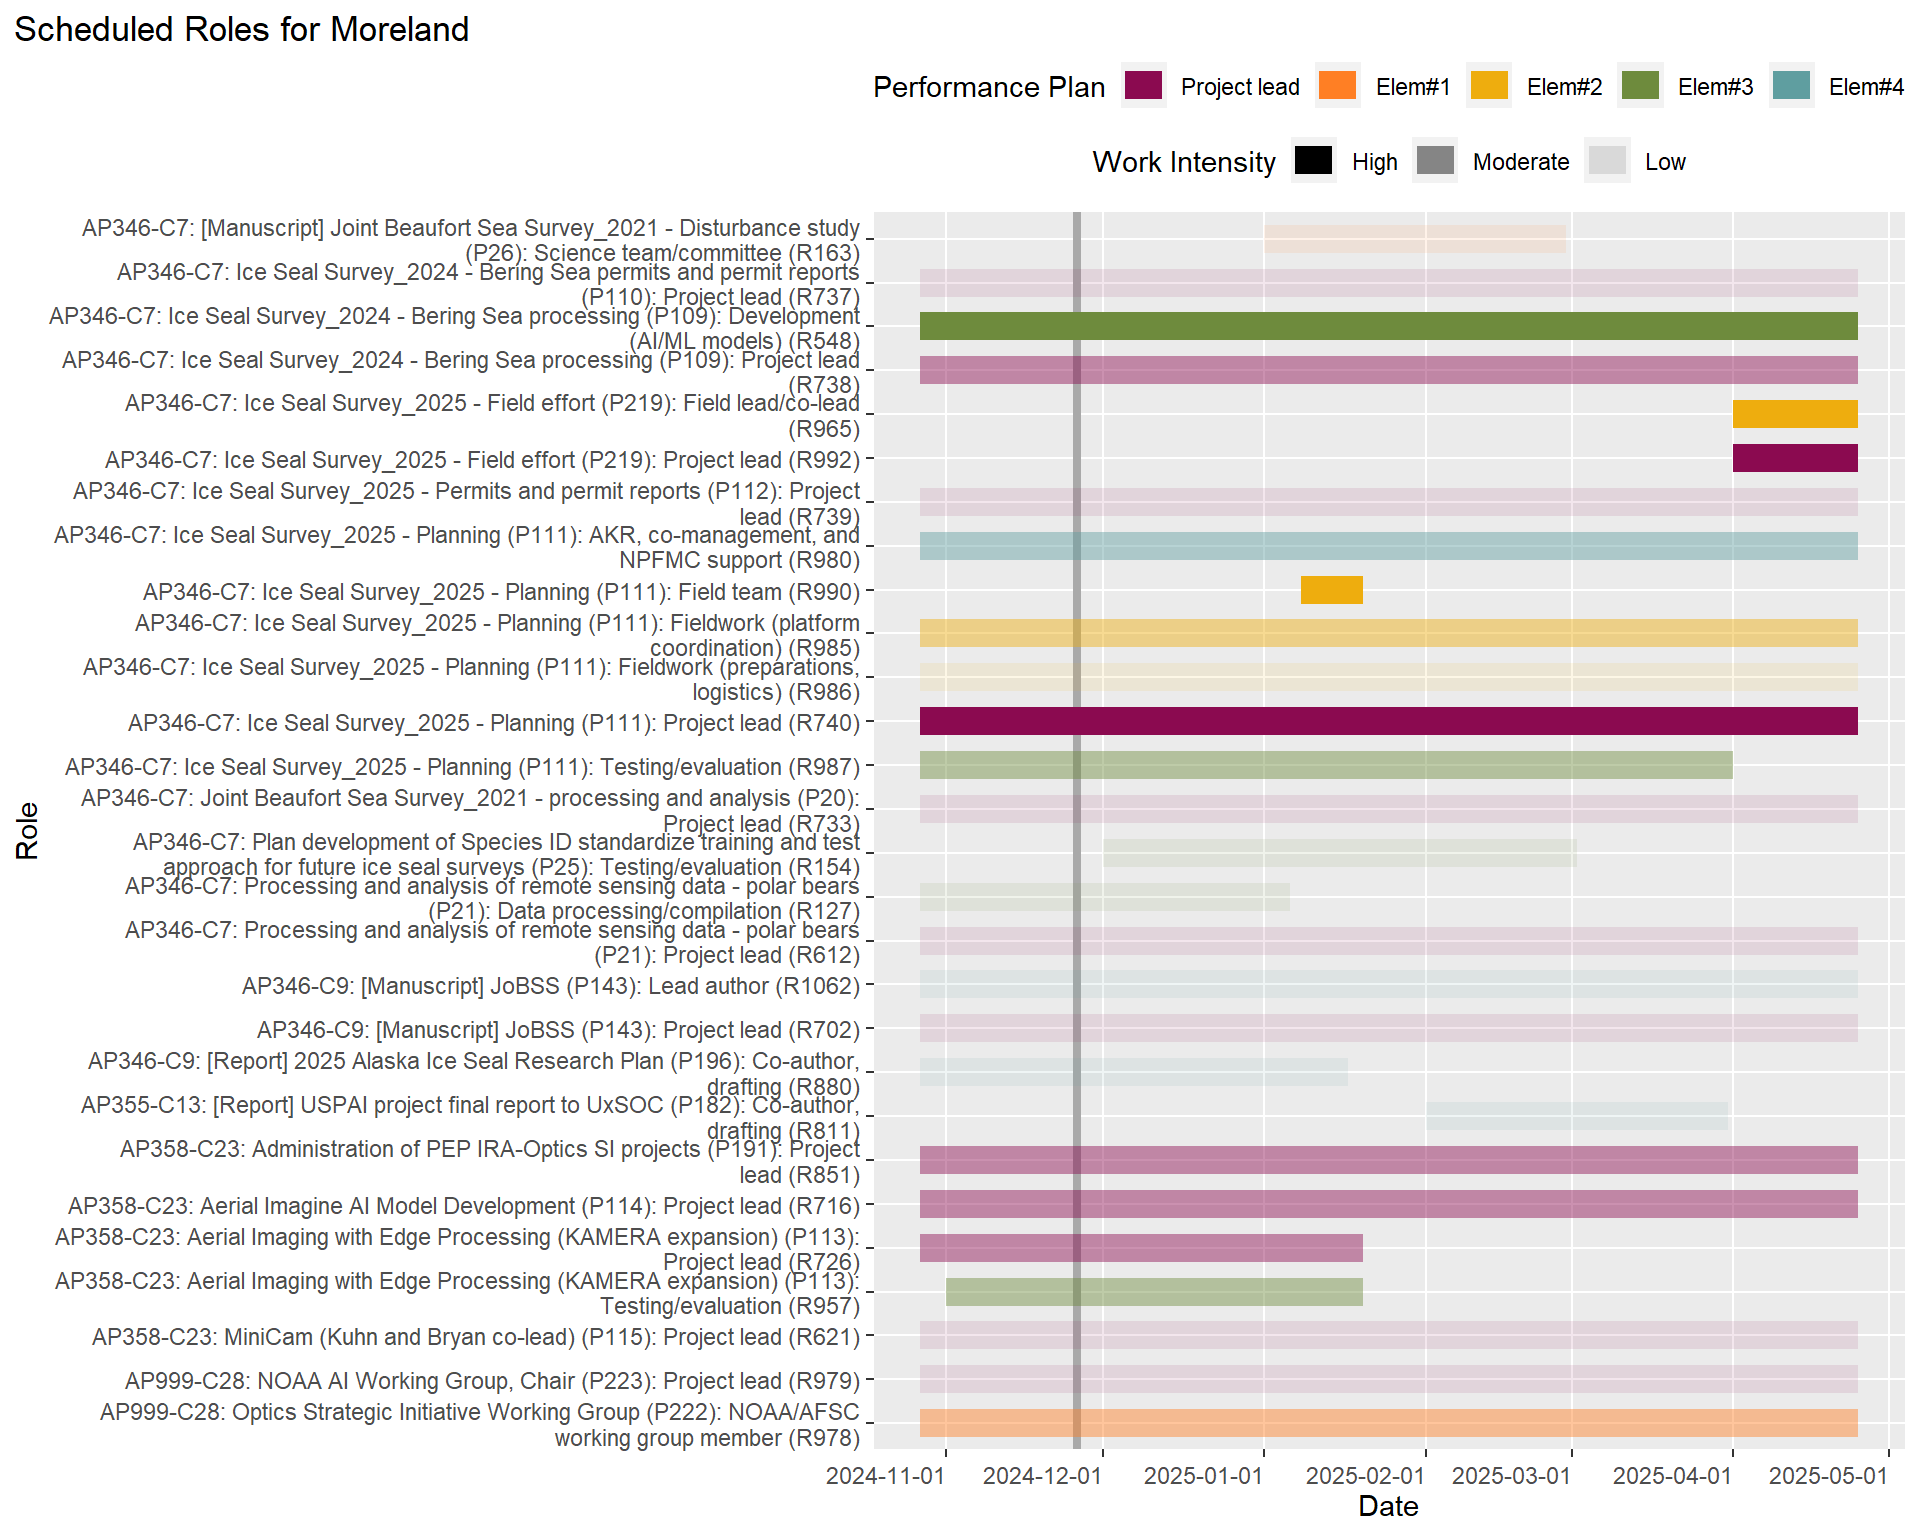 Scheduled Roles for Moreland
Performance Plan Project lead Elem#1 Elem#2 Elem#3 Elem#4
Work Intensity High Moderate Low
AP346-C7: [Manuscript] Joint Beaufort Sea Survey_2021 - Disturbance study
(P26): Science team/committee (R163)
AP346-C7: Ice Seal Survey_2024 - Bering Sea permits and permit reports
(P110): Project lead (R737)
AP346-C7: Ice Seal Survey_2024 - Bering Sea processing (P109): Development
(AI/ML models) (R548)
AP346-C7: Ice Seal Survey_2024 - Bering Sea processing (P109): Project lead
(R738)
AP346-C7: Ice Seal Survey_2025 - Field effort (P219): Field lead/co-lead
(R965)
AP346-C7: Ice Seal Survey_2025 - Field effort (P219): Project lead (R992)
AP346-C7: Ice Seal Survey_2025 - Permits and permit reports (P112): Project
lead (R739)
AP346-C7: Ice Seal Survey_2025 - Planning (P111): AKR, co-management, and
NPFMC support (R980)
AP346-C7: Ice Seal Survey_2025 - Planning (P111): Field team (R990)
AP346-C7: Ice Seal Survey_2025 - Planning (P111): Fieldwork (platform
coordination) (R985)
AP346-C7: Ice Seal Survey_2025 - Planning (P111): Fieldwork (preparations,
logistics) (R986)
AP346-C7: Ice Seal Survey_2025 - Planning (P111): Project lead (R740)
AP346-C7: Ice Seal Survey_2025 - Planning (P111): Testing/evaluation (R987)
AP346-C7: Joint Beaufort Sea Survey_2021 - processing and analysis (P20):
Project lead (R733)
AP346-C7: Plan development of Species ID standardize training and test
approach for future ice seal surveys (P25): Testing/evaluation (R154)
AP346-C7: Processing and analysis of remote sensing data - polar bears
(P21): Data processing/compilation (R127)
AP346-C7: Processing and analysis of remote sensing data - polar bears
(P21): Project lead (R612)
AP346-C9: [Manuscript] JoBSS (P143): Lead author (R1062)
AP346-C9: [Manuscript] JoBSS (P143): Project lead (R702)
AP346-C9: [Report] 2025 Alaska Ice Seal Research Plan (P196): Co-author,
drafting (R880)
AP355-C13: [Report] USPAI project final report to UxSOC (P182): Co-author,
drafting (R811)
AP358-C23: Administration of PEP IRA-Optics SI projects (P191): Project
lead (R851)
AP358-C23: Aerial Imagine AI Model Development (P114): Project lead (R716)
AP358-C23: Aerial Imaging with Edge Processing (KAMERA expansion) (P113):
Project lead (R726)
AP358-C23: Aerial Imaging with Edge Processing (KAMERA expansion) (P113):
Testing/evaluation (R957)
AP358-C23: MiniCam (Kuhn and Bryan co-lead) (P115): Project lead (R621)
AP999-C28: NOAA AI Working Group, Chair (P223): Project lead (R979)
AP999-C28: Optics Strategic Initiative Working Group (P222): NOAA/AFSC
working group member (R978)
Role
2024-11-01 2024-12-01 2025-01-01 2025-02-01 2025-03-01 2025-04-01 2025-05-01
Date